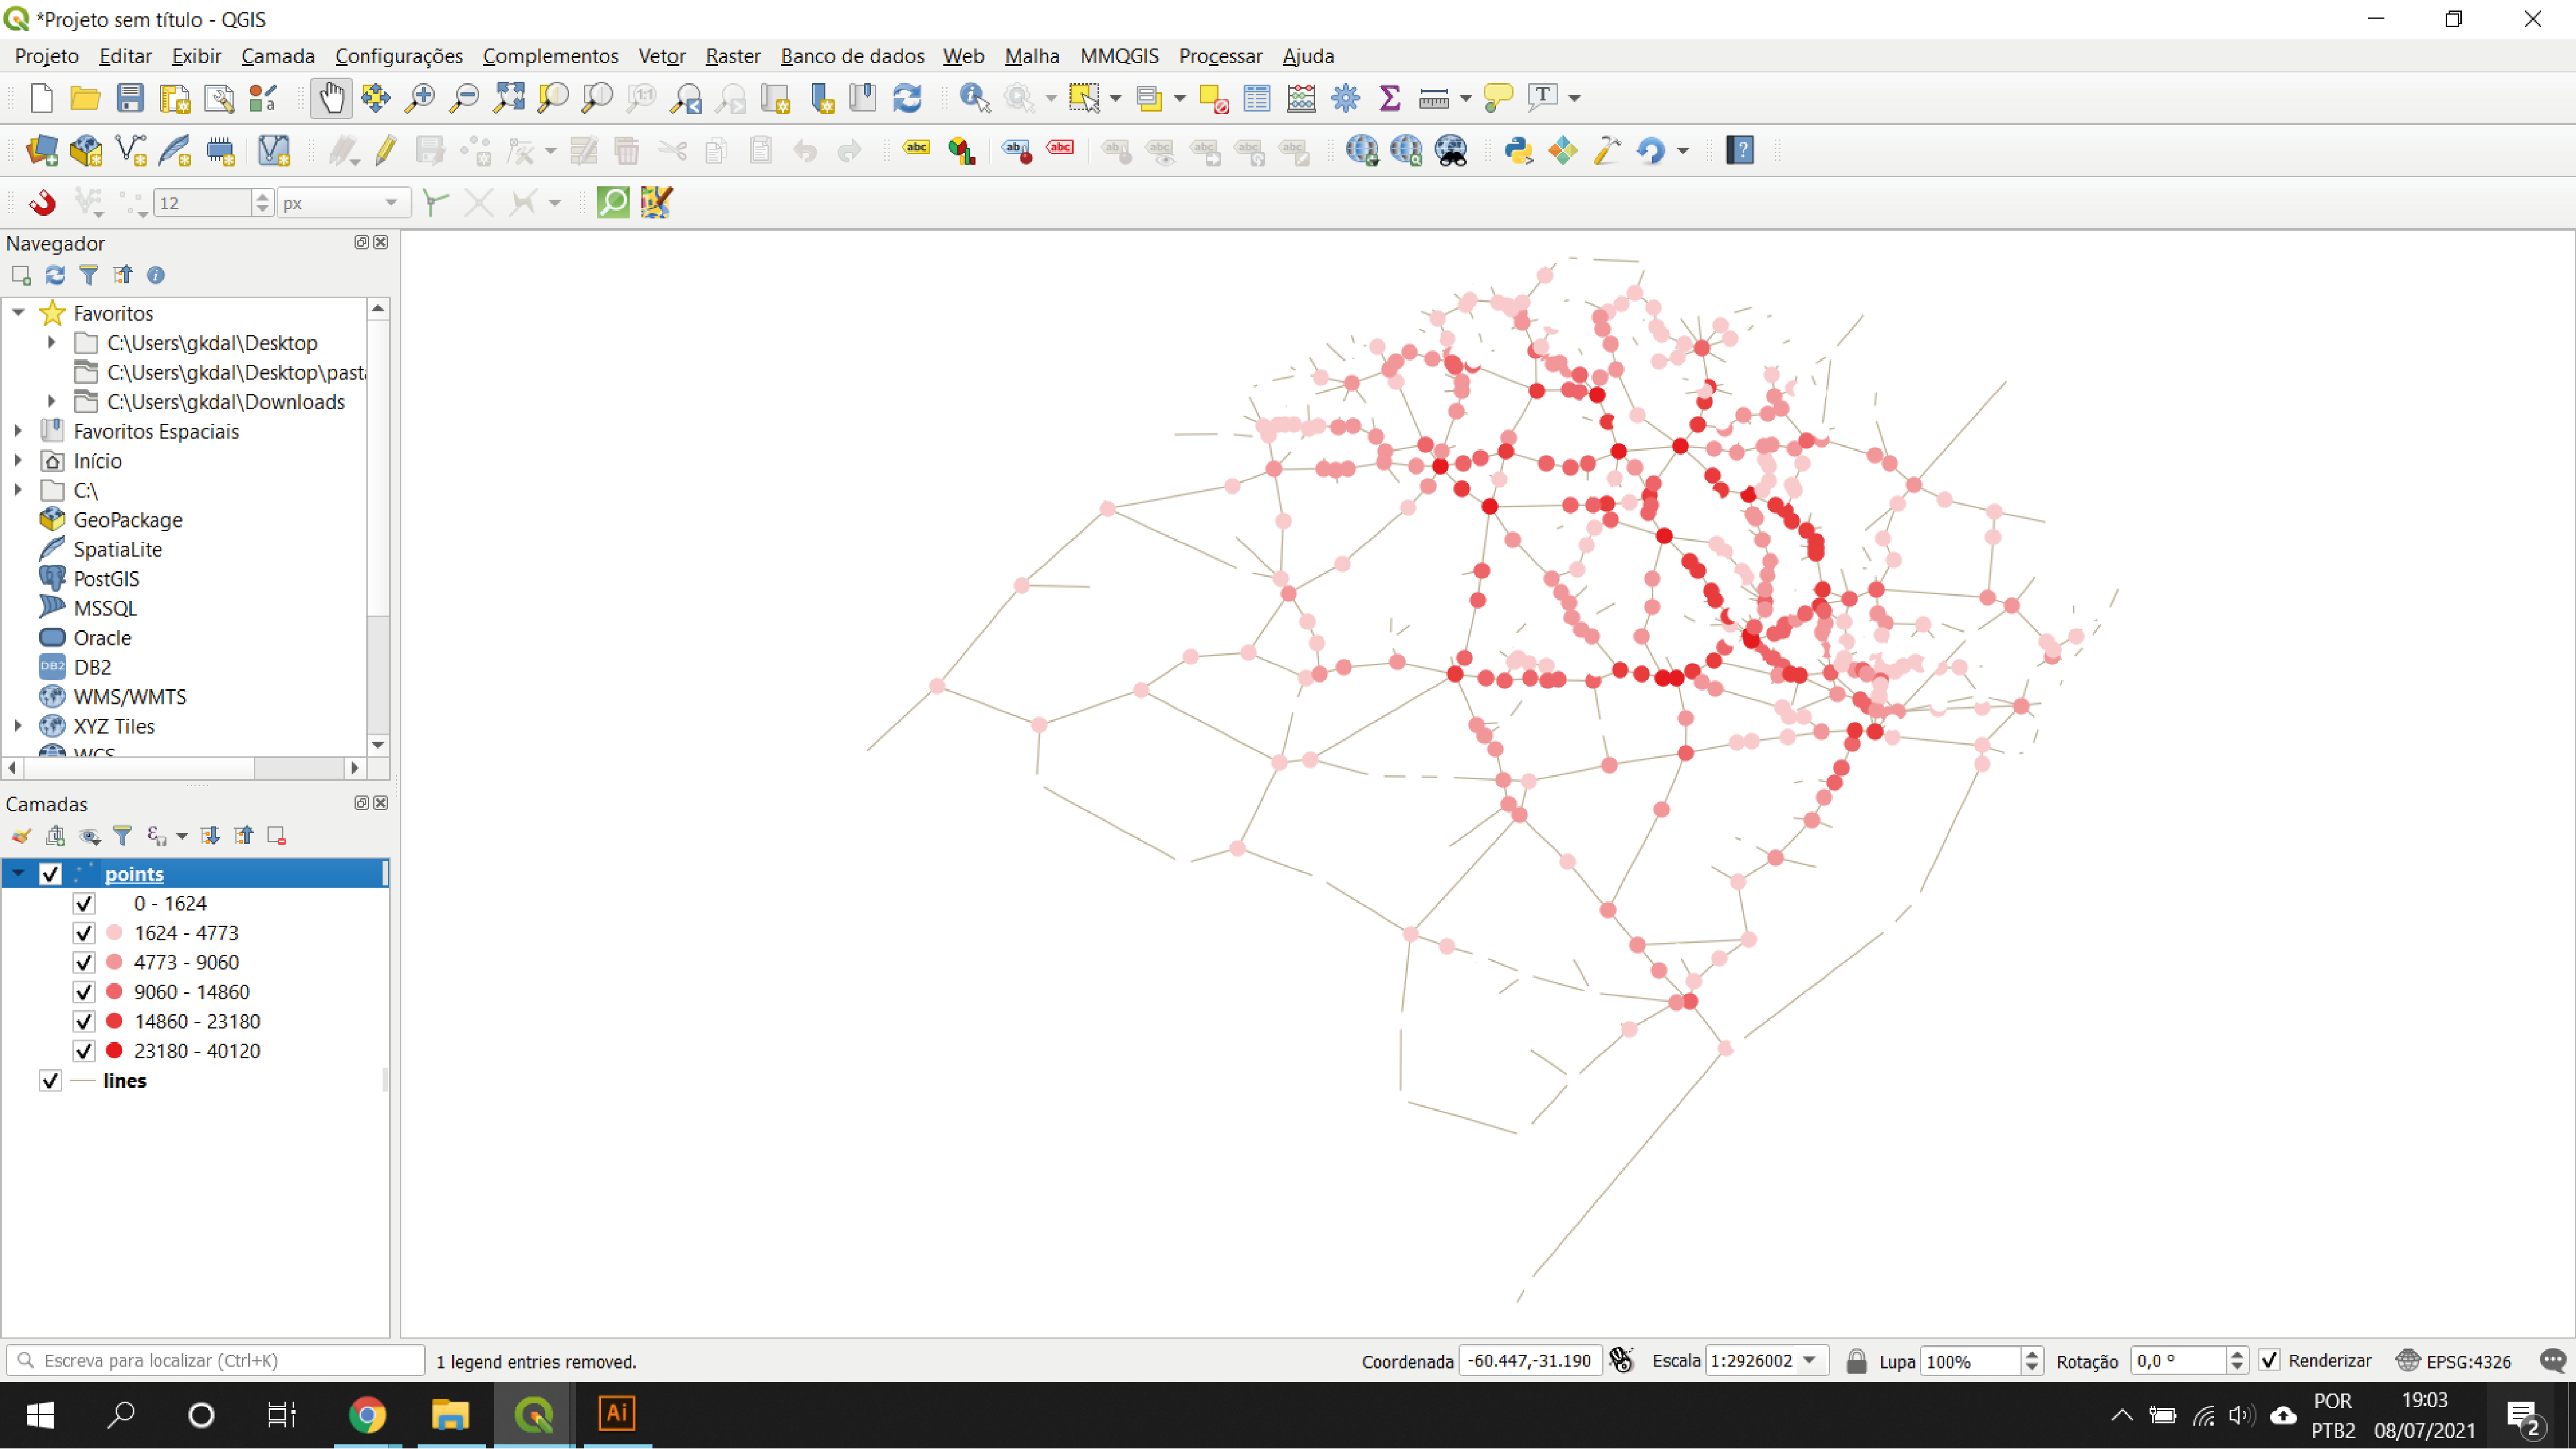 *Projeto sem título - QGIS
Projeto Editar Exibir Camada Configurações Complementos Vetor Raster Banco de dados Web Malha MMQGIS Processar Ajuda
12 px
Navegador
Favoritos
C:\Users\gkdal\Desktop
C:\Users\gkdal\Desktop\past
C:\Users\gkdal\Downloads
Favoritos Espaciais
Início
C:\
GeoPackage
SpatiaLite
PostGIS
MSSQL
Oracle
DB2
WMS/WMTS
XYZ Tiles
WCS
Camadas
points
0 - 1624
1624 - 4773
4773 - 9060
9060 - 14860
14860 - 23180
23180 - 40120
lines
Escreva para localizar (Ctrl+K) 1 legend entries removed. Coordenada -60.447,-31.190 Escala 1:2926002 Lupa 100% Rotação 0,0 ° Renderizar EPSG:4326
Ai
POR 19:03
PTB2 08/07/2021 2